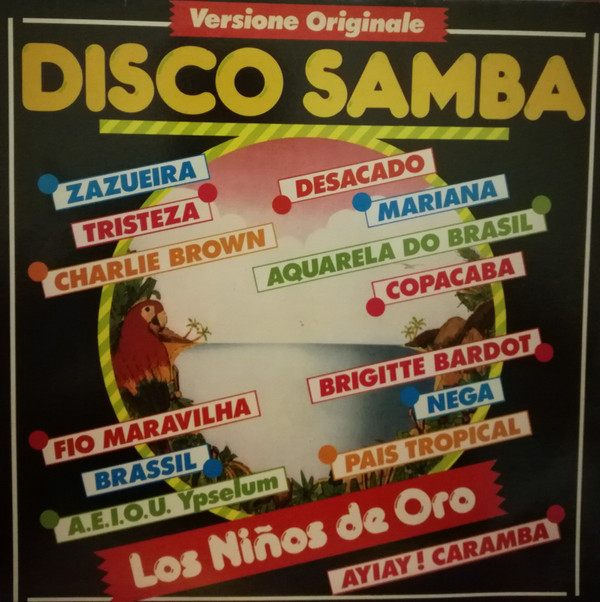 Versione Originale
DISCO SAMBA
ZAZUEIRA
DESACADO
TRISTEZA
MARIANA
CHARLIE BROWN
AQUARELA DO BRASIL
COPACABA
BRIGITTE BARDOT
FIO MARAVILHA
NEGA
BRASSIL
PAIS TROPICAL
A.E.I.O.U. Ypselum
Los Niños de Oro
AYIAY! CARAMBA